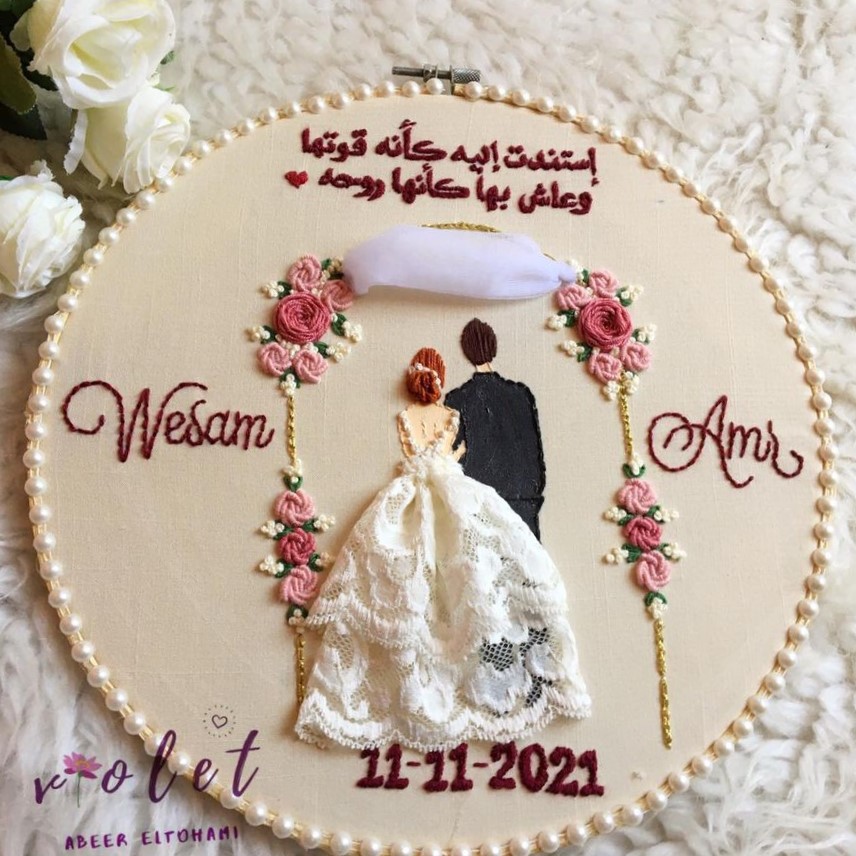 إستندت إليه كأنه قوتها
وعاش بها كأنها روحه
Wesam
Amr
11-11-2021
violet
ABEER ELTOHAMI